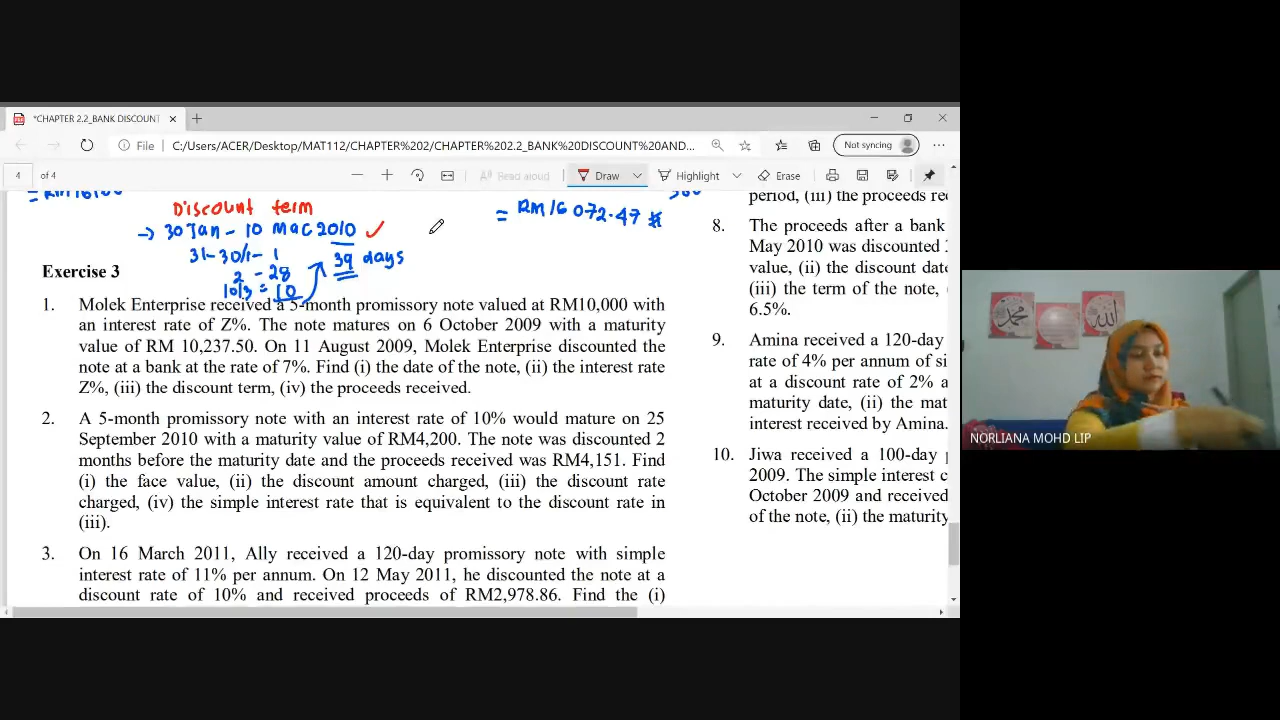 *CHAPTER 2.2_BANK DISCOUNT
File C:/Users/ACER/Desktop/MAT112/CHAPTER%202/CHAPTER%202.2_BANK%20DISCOUNT%20AND... Not syncing
4 of 4 Read aloud Draw Highlight Erase
Discount term
→ 30 Jan - 10 Mac 2010 ✓
31-30/1 - 1
2 - 28
10/3 = 10
39 days
= RM16 072.47 #
Exercise 3
1. Molek Enterprise received a 5-month promissory note valued at RM10,000 with
an interest rate of Z%. The note matures on 6 October 2009 with a maturity
value of RM 10,237.50. On 11 August 2009, Molek Enterprise discounted the
note at a bank at the rate of 7%. Find (i) the date of the note, (ii) the interest rate
Z%, (iii) the discount term, (iv) the proceeds received.
2. A 5-month promissory note with an interest rate of 10% would mature on 25
September 2010 with a maturity value of RM4,200. The note was discounted 2
months before the maturity date and the proceeds received was RM4,151. Find
(i) the face value, (ii) the discount amount charged, (iii) the discount rate
charged, (iv) the simple interest rate that is equivalent to the discount rate in
(iii).
3. On 16 March 2011, Ally received a 120-day promissory note with simple
interest rate of 11% per annum. On 12 May 2011, he discounted the note at a
discount rate of 10% and received proceeds of RM2,978.86. Find the (i)
period, (iii) the proceeds re
8. The proceeds after a bank
May 2010 was discounted
value, (ii) the discount date
(iii) the term of the note,
6.5%.
9. Amina received a 120-day
rate of 4% per annum of si
at a discount rate of 2% a
maturity date, (ii) the mat
interest received by Amina.
10. Jiwa received a 100-day
2009. The simple interest c
October 2009 and received
of the note, (ii) the maturity
NORLIANA MOHD LIP